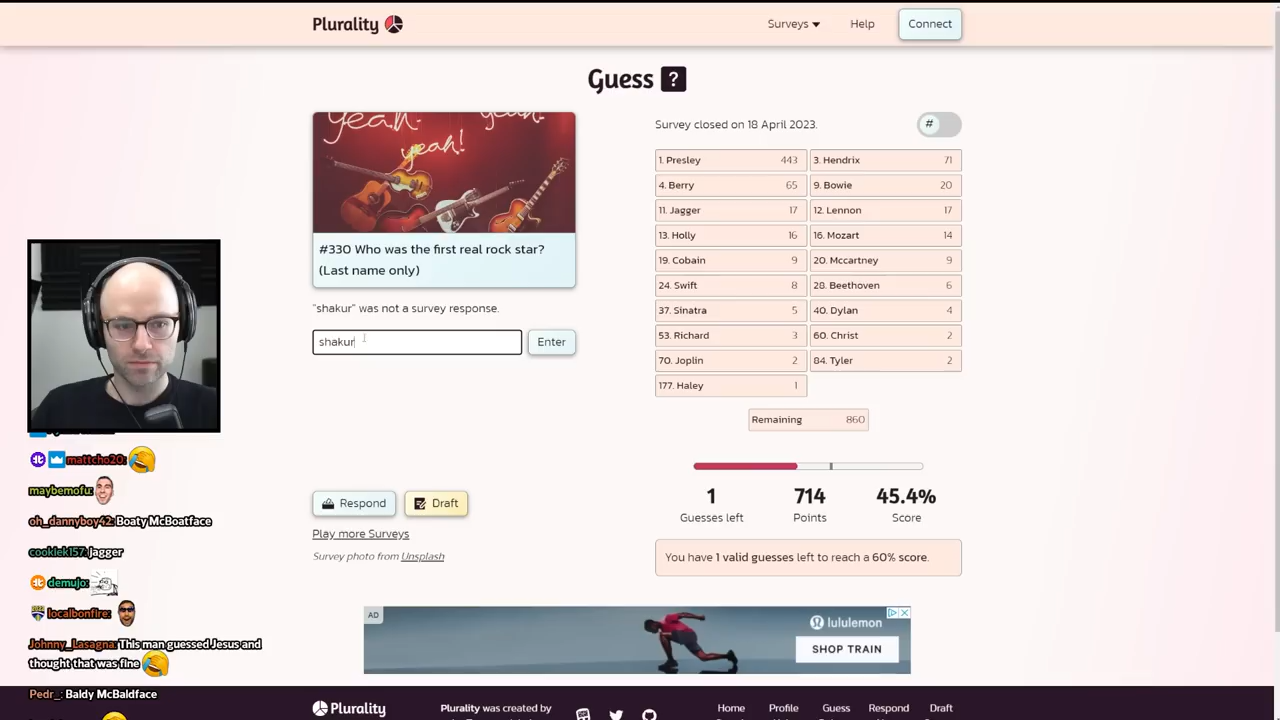 Plurality
Surveys
Help
Connect
Guess ?
yeah!
yeah!
yeah!
#330 Who was the first real rock star?
(Last name only)
"shakur" was not a survey response.
shakur
Enter
Respond
Draft
Play more Surveys
Survey photo from Unsplash
Survey closed on 18 April 2023.
#
1. Presley 443
3. Hendrix 71
4. Berry 65
9. Bowie 20
11. Jagger 17
12. Lennon 17
13. Holly 16
16. Mozart 14
19. Cobain 9
20. Mccartney 9
24. Swift 8
28. Beethoven 6
37. Sinatra 5
40. Dylan 4
53. Richard 3
60. Christ 2
70. Joplin 2
84. Tyler 2
177. Haley 1
Remaining 860
1 714 45.4%
Guesses left Points Score
You have 1 valid guesses left to reach a 60% score.
mattcho20:
maybemofu:
oh_dannyboy42: Boaty McBoatface
cookiek157: jagger
demujo:
localbonfire:
Johnny_Lasagna: This man guessed Jesus and
thought that was fine
Pedr_: Baldy McBaldface
AD
lululemon
SHOP TRAIN
Plurality
Plurality was created by
Home Profile Guess Respond Draft